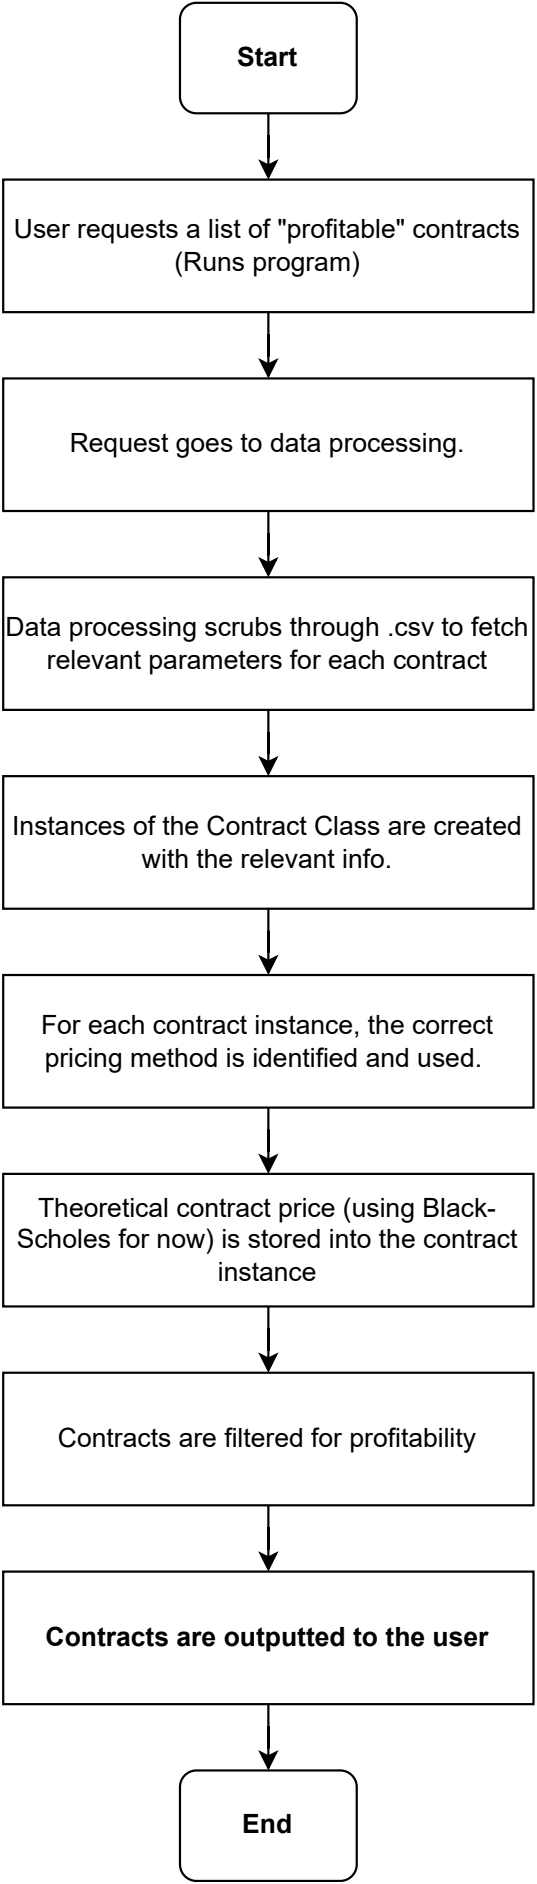 Start
User requests a list of "profitable" contracts
(Runs program)
Request goes to data processing.
Data processing scrubs through .csv to fetch
relevant parameters for each contract
Instances of the Contract Class are created
with the relevant info.
For each contract instance, the correct
pricing method is identified and used.
Theoretical contract price (using Black-
Scholes for now) is stored into the contract
instance
Contracts are filtered for profitability
Contracts are outputted to the user
End